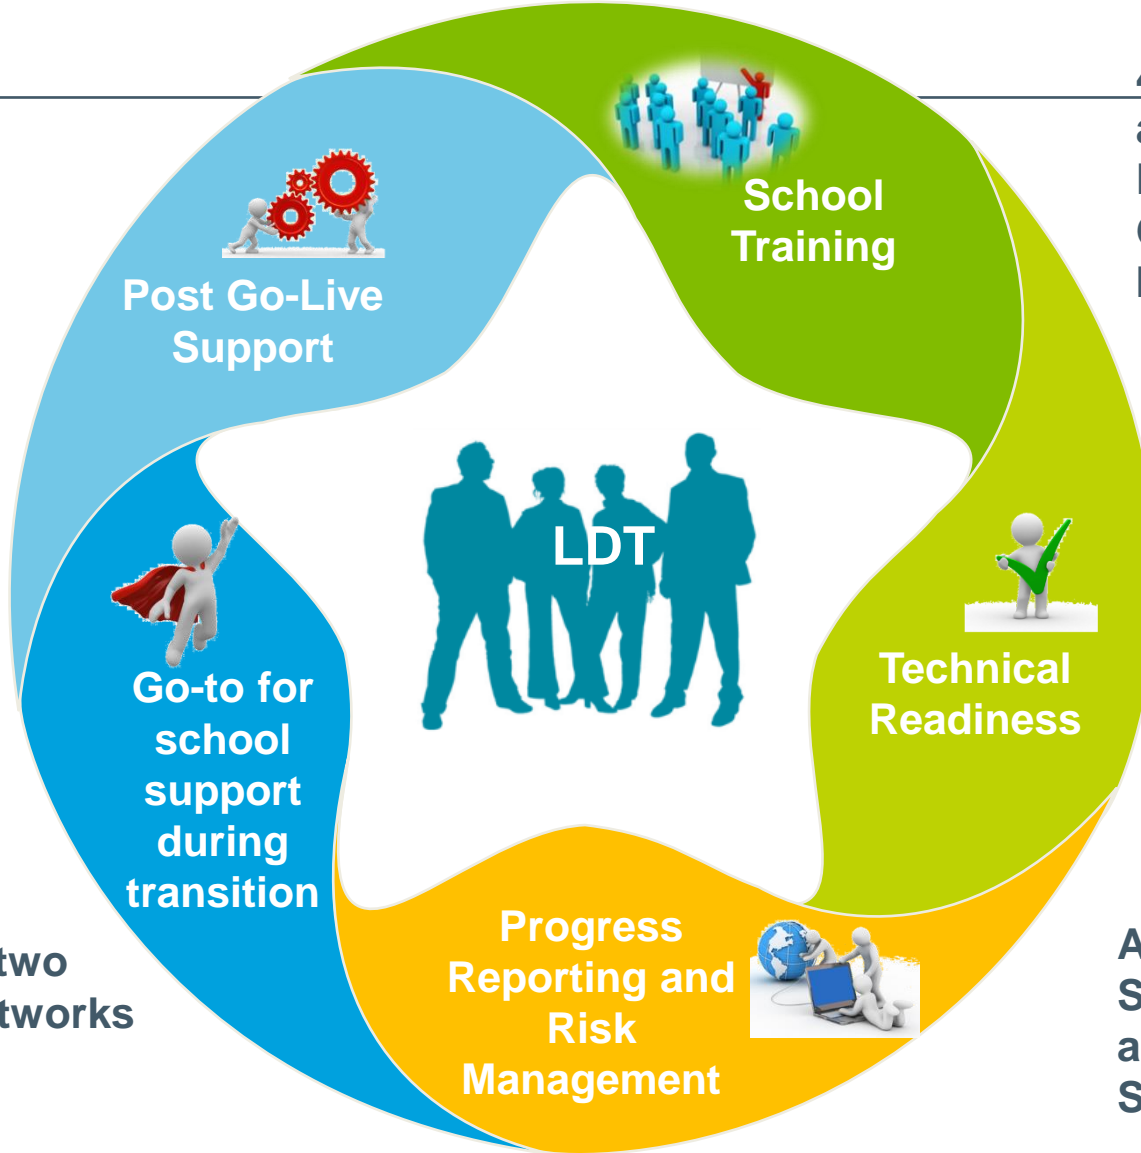 School
Training
Post Go-Live
Support
LDT
Technical
Readiness
Go-to for
school
support
during
transition
Progress
Reporting and
Risk
Management
two